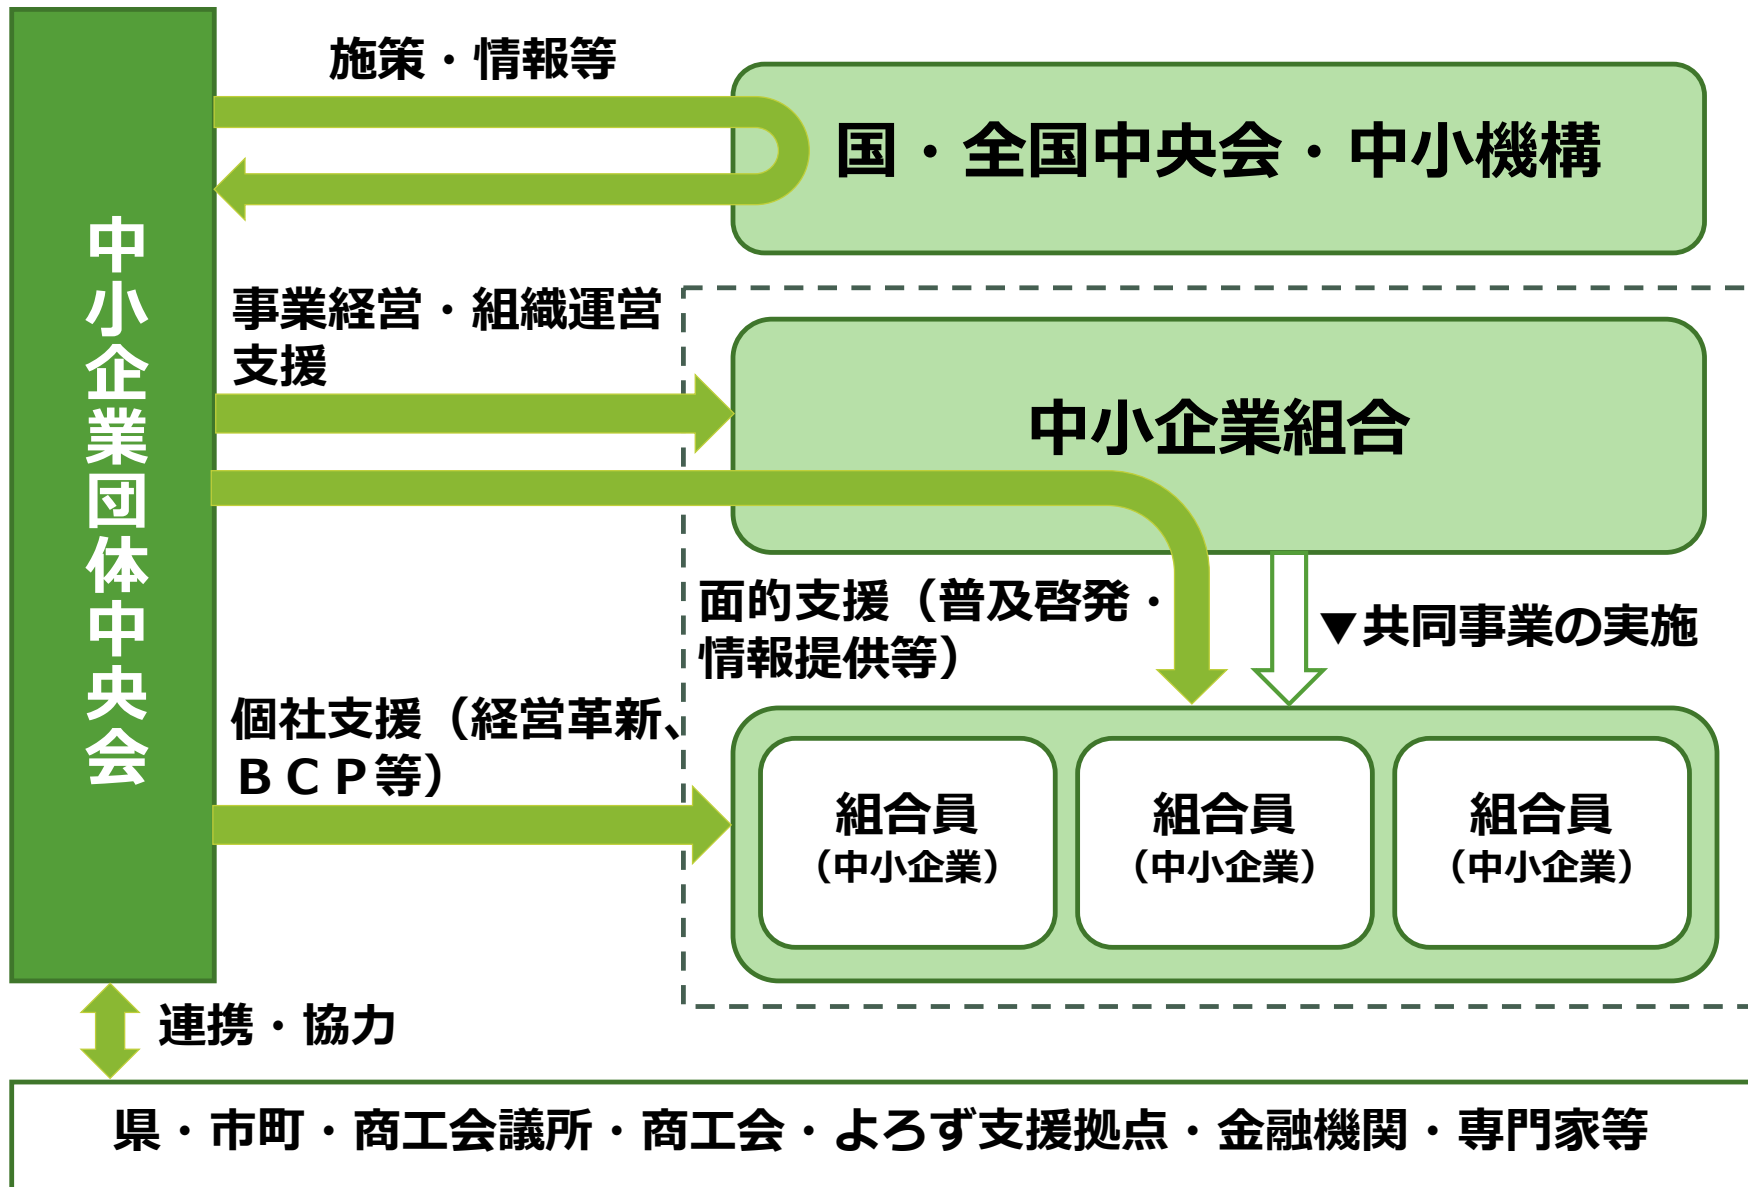 施策・情報等
国・全国中央会・中小機構
中小企業団体中央会
事業経営・組織運営
支援
中小企業組合
面的支援（普及啓発・
情報提供等）
▼共同事業の実施
個社支援（経営革新、
ＢＣＰ等）
組合員
（中小企業）
組合員
（中小企業）
組合員
（中小企業）
連携・協力
県・市町・商工会議所・商工会・よろず支援拠点・金融機関・専門家等